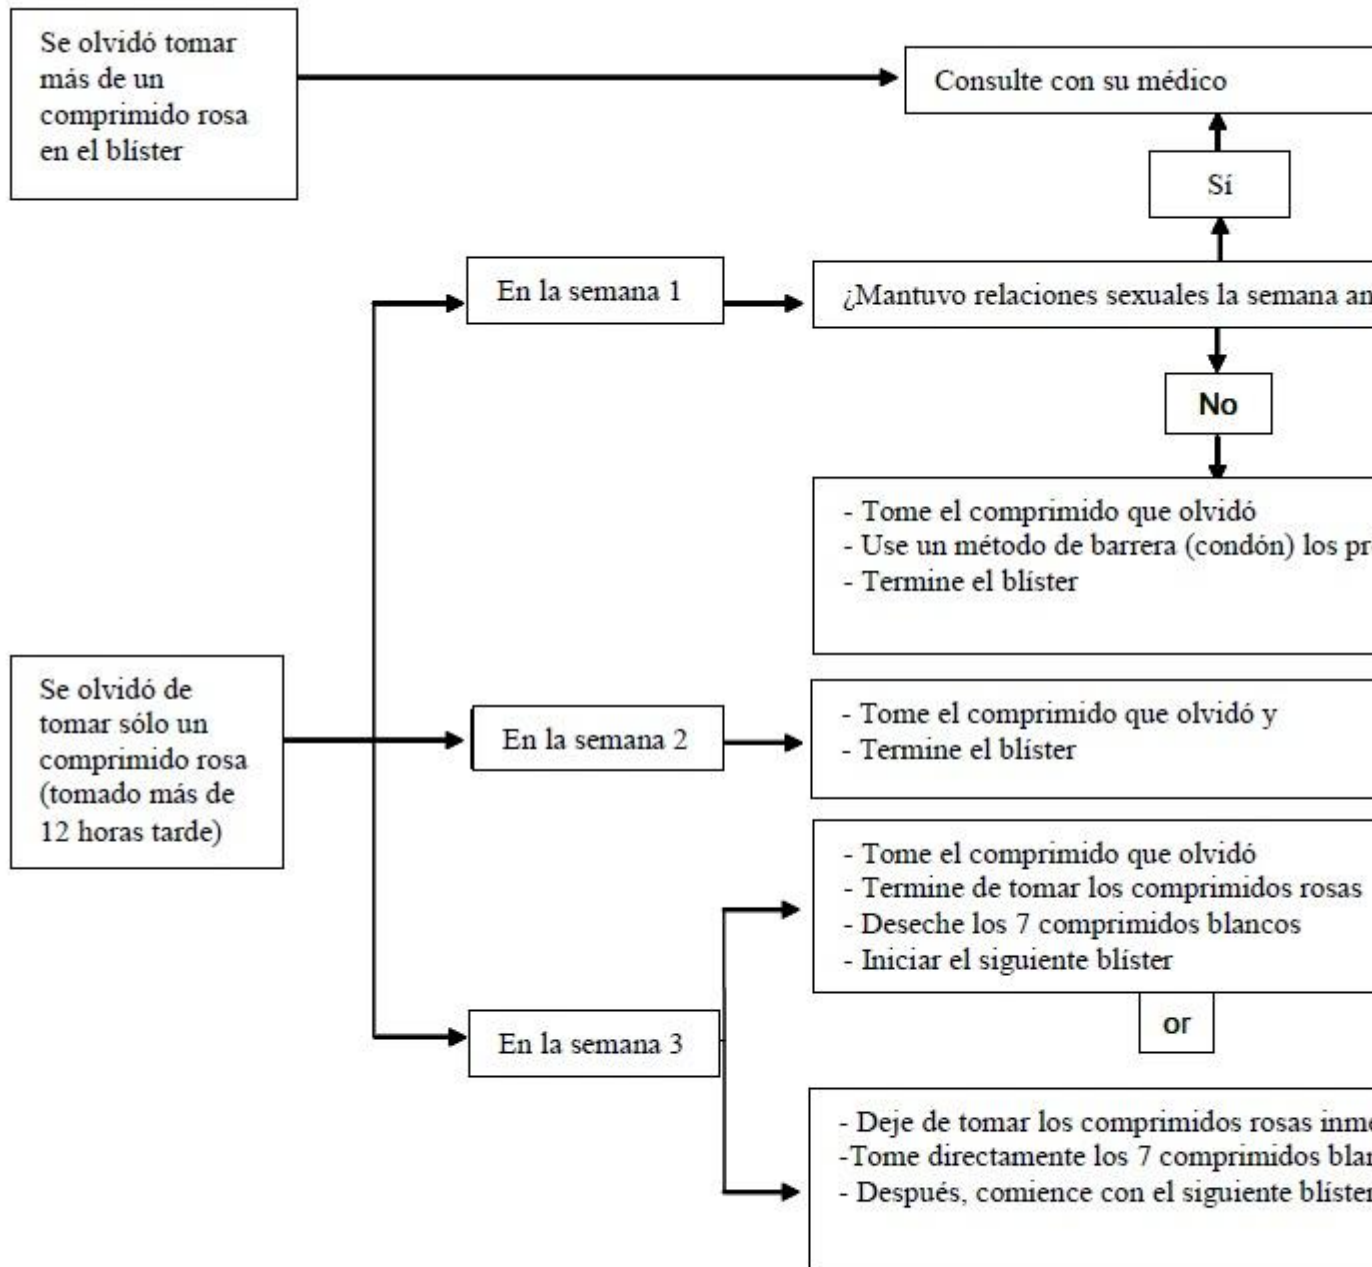 Se olvidó tomar
más de un
comprimido rosa
en el blíster
Consulte con su médico
Sí
En la semana 1
¿Mantuvo relaciones sexuales la semana
No
- Tome el comprimido que olvidó
- Use un método de barrera (condón) los
- Termine el blíster
Se olvidó de
tomar sólo un
comprimido rosa
(tomado más de
12 horas tarde)
En la semana 2
- Tome el comprimido que olvidó y
- Termine el blíster
- Tome el comprimido que olvidó
- Termine de tomar los comprimidos rosas
- Deseche los 7 comprimidos blancos
- Iniciar el siguiente blíster
or
En la semana 3
- Deje de tomar los comprimidos rosas
-Tome directamente los 7 comprimidos
- Después, comience con el siguiente blíster